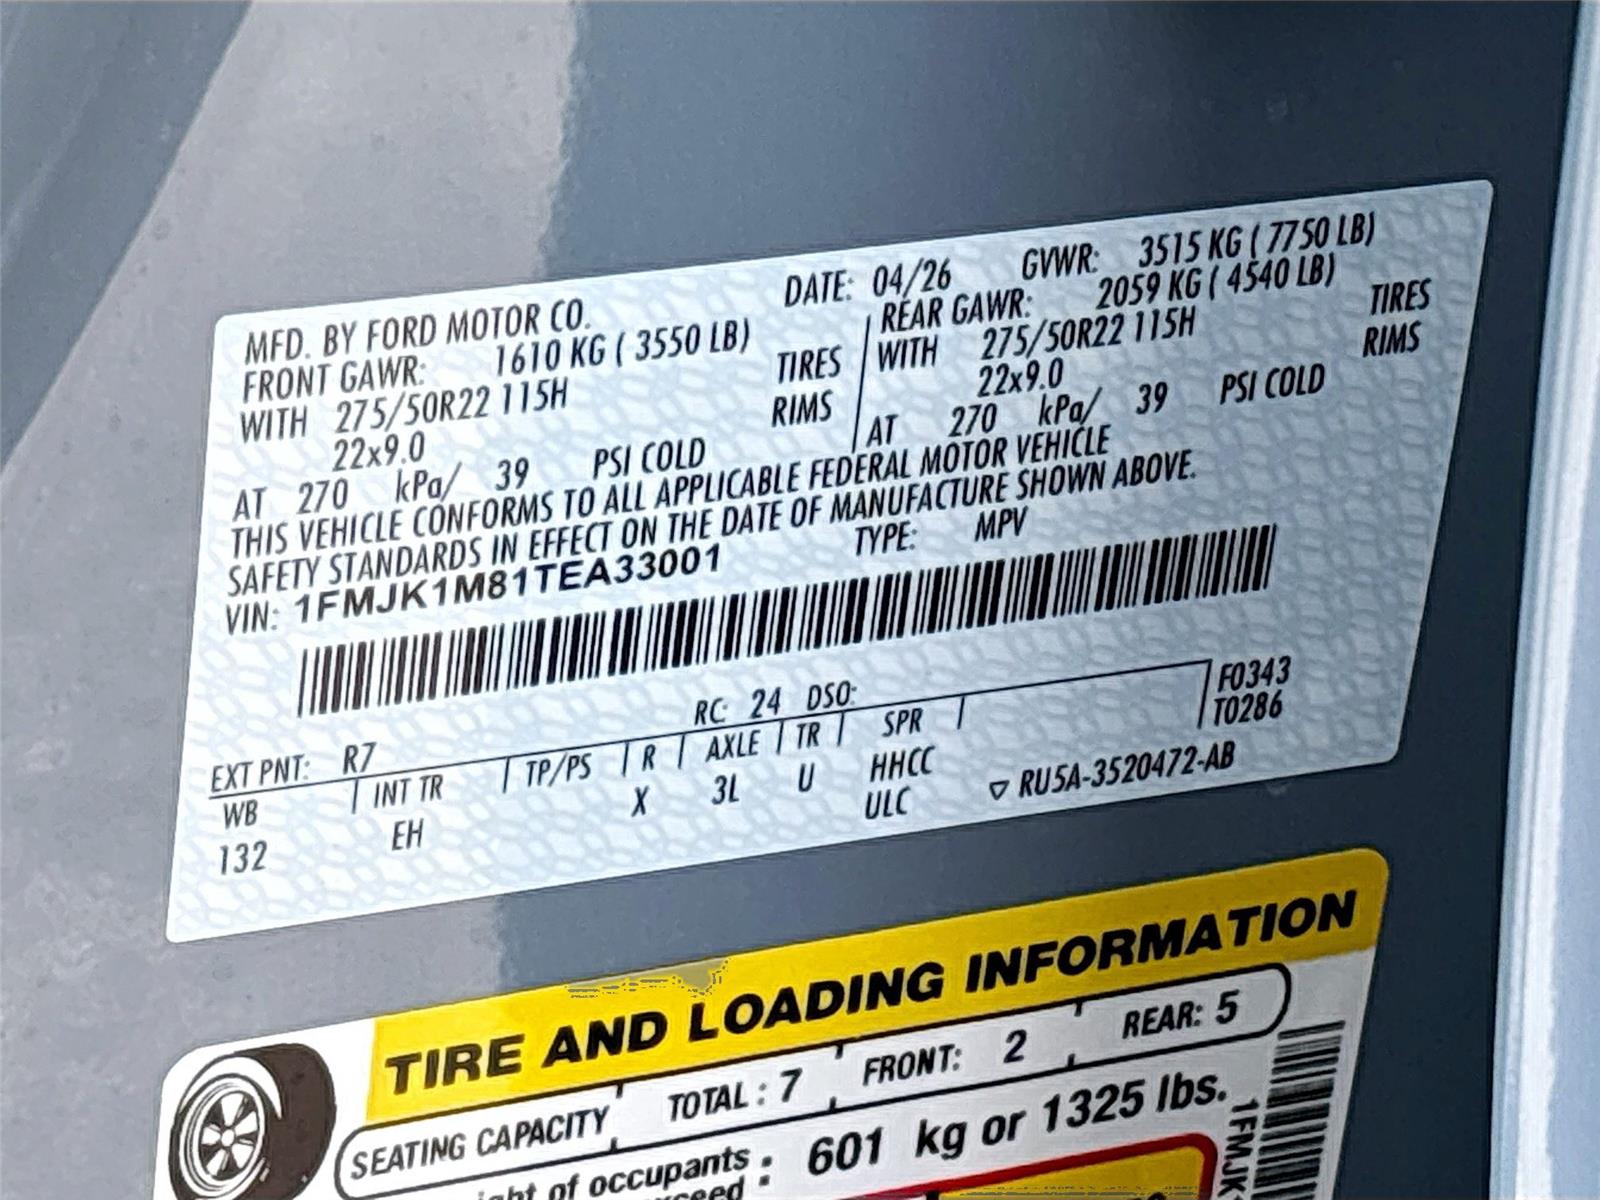 MFD. BY FORD MOTOR CO. DATE: 04/26 GVWR: 3515 KG ( 7750 LB)
FRONT GAWR: 1610 KG ( 3550 LB) REAR GAWR: 2059 KG ( 4540 LB)
WITH 275/50R22 115H TIRES WITH 275/50R22 115H TIRES
22x9.0 RIMS 22x9.0 RIMS
AT 270 kPa/ 39 PSI COLD AT 270 kPa/ 39 PSI COLD
THIS VEHICLE CONFORMS TO ALL APPLICABLE FEDERAL MOTOR VEHICLE
SAFETY STANDARDS IN EFFECT ON THE DATE OF MANUFACTURE SHOWN ABOVE.
VIN: 1FMJK1M81TEA33001 TYPE: MPV
EXT PNT: R7 RC: 24 DSO: F0343
WB INT TR TP/PS R AXLE TR SPR T0286
132 EH X 3L U HHCC
ULC ▽ RU5A-3520472-AB
TIRE AND LOADING INFORMATION
SEATING CAPACITY TOTAL : 7 FRONT: 2 REAR: 5
of occupants : 601 kg or 1325 lbs.
1FMJK